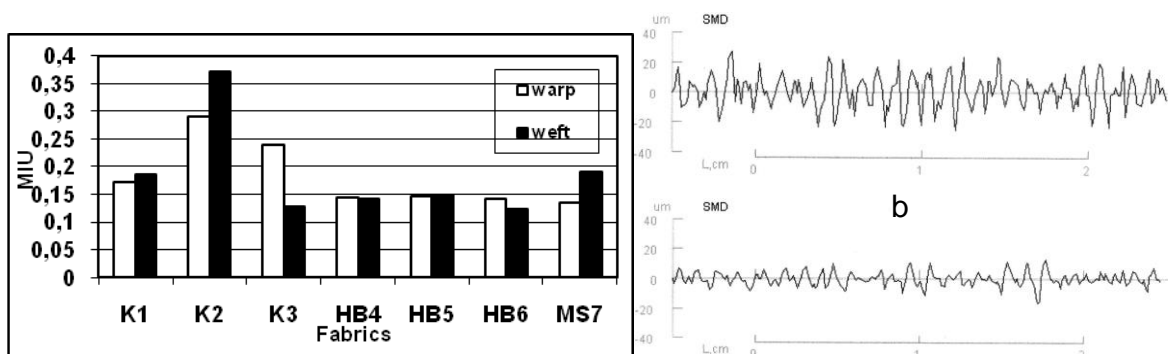 MIU
0,4
0,35
0,3
0,25
0,2
0,15
0,1
0,05
0
warp
weft
K1 K2 K3 HB4 HB5 HB6 MS7
Fabrics
um SMD
40
20
0
-20
-40
L,cm 0 1 2
b
um SMD
40
20
0
-20
-40
L,cm 0 1 2